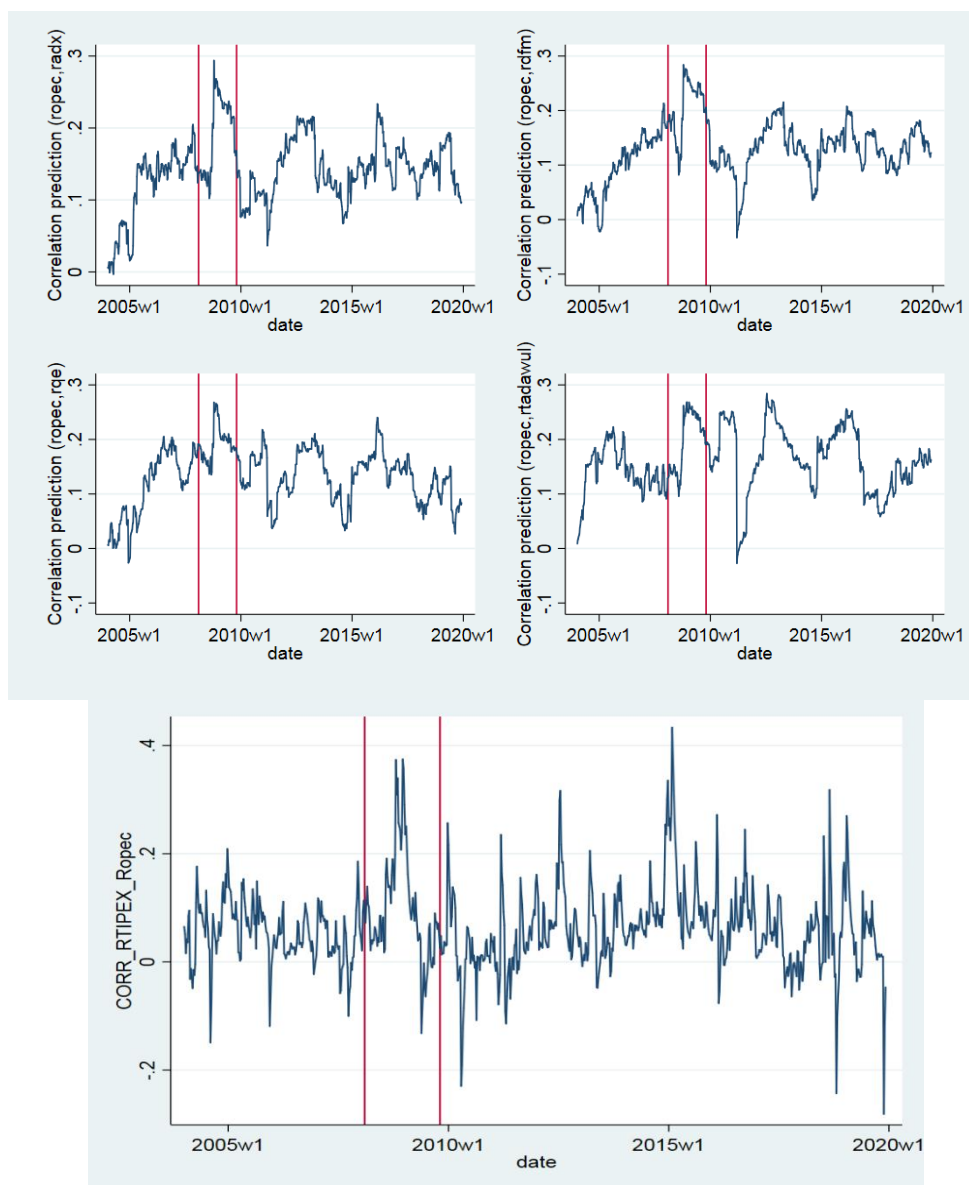 Correlation prediction (ropec,radx)
.3
.2
.1
0
2005w1 2010w1 2015w1 2020w1
date
Correlation prediction (ropec,rdfm)
.3
.2
.1
0
-.1
2005w1 2010w1 2015w1 2020w1
date
Correlation prediction (ropec,rqe)
.3
.2
.1
0
-.1
2005w1 2010w1 2015w1 2020w1
date
Correlation prediction (ropec,rtadawul)
.3
.2
.1
0
-.1
2005w1 2010w1 2015w1 2020w1
date
CORR_RTIPEX_Ropec
.4
.2
0
-.2
2005w1 2010w1 2015w1 2020w1
date